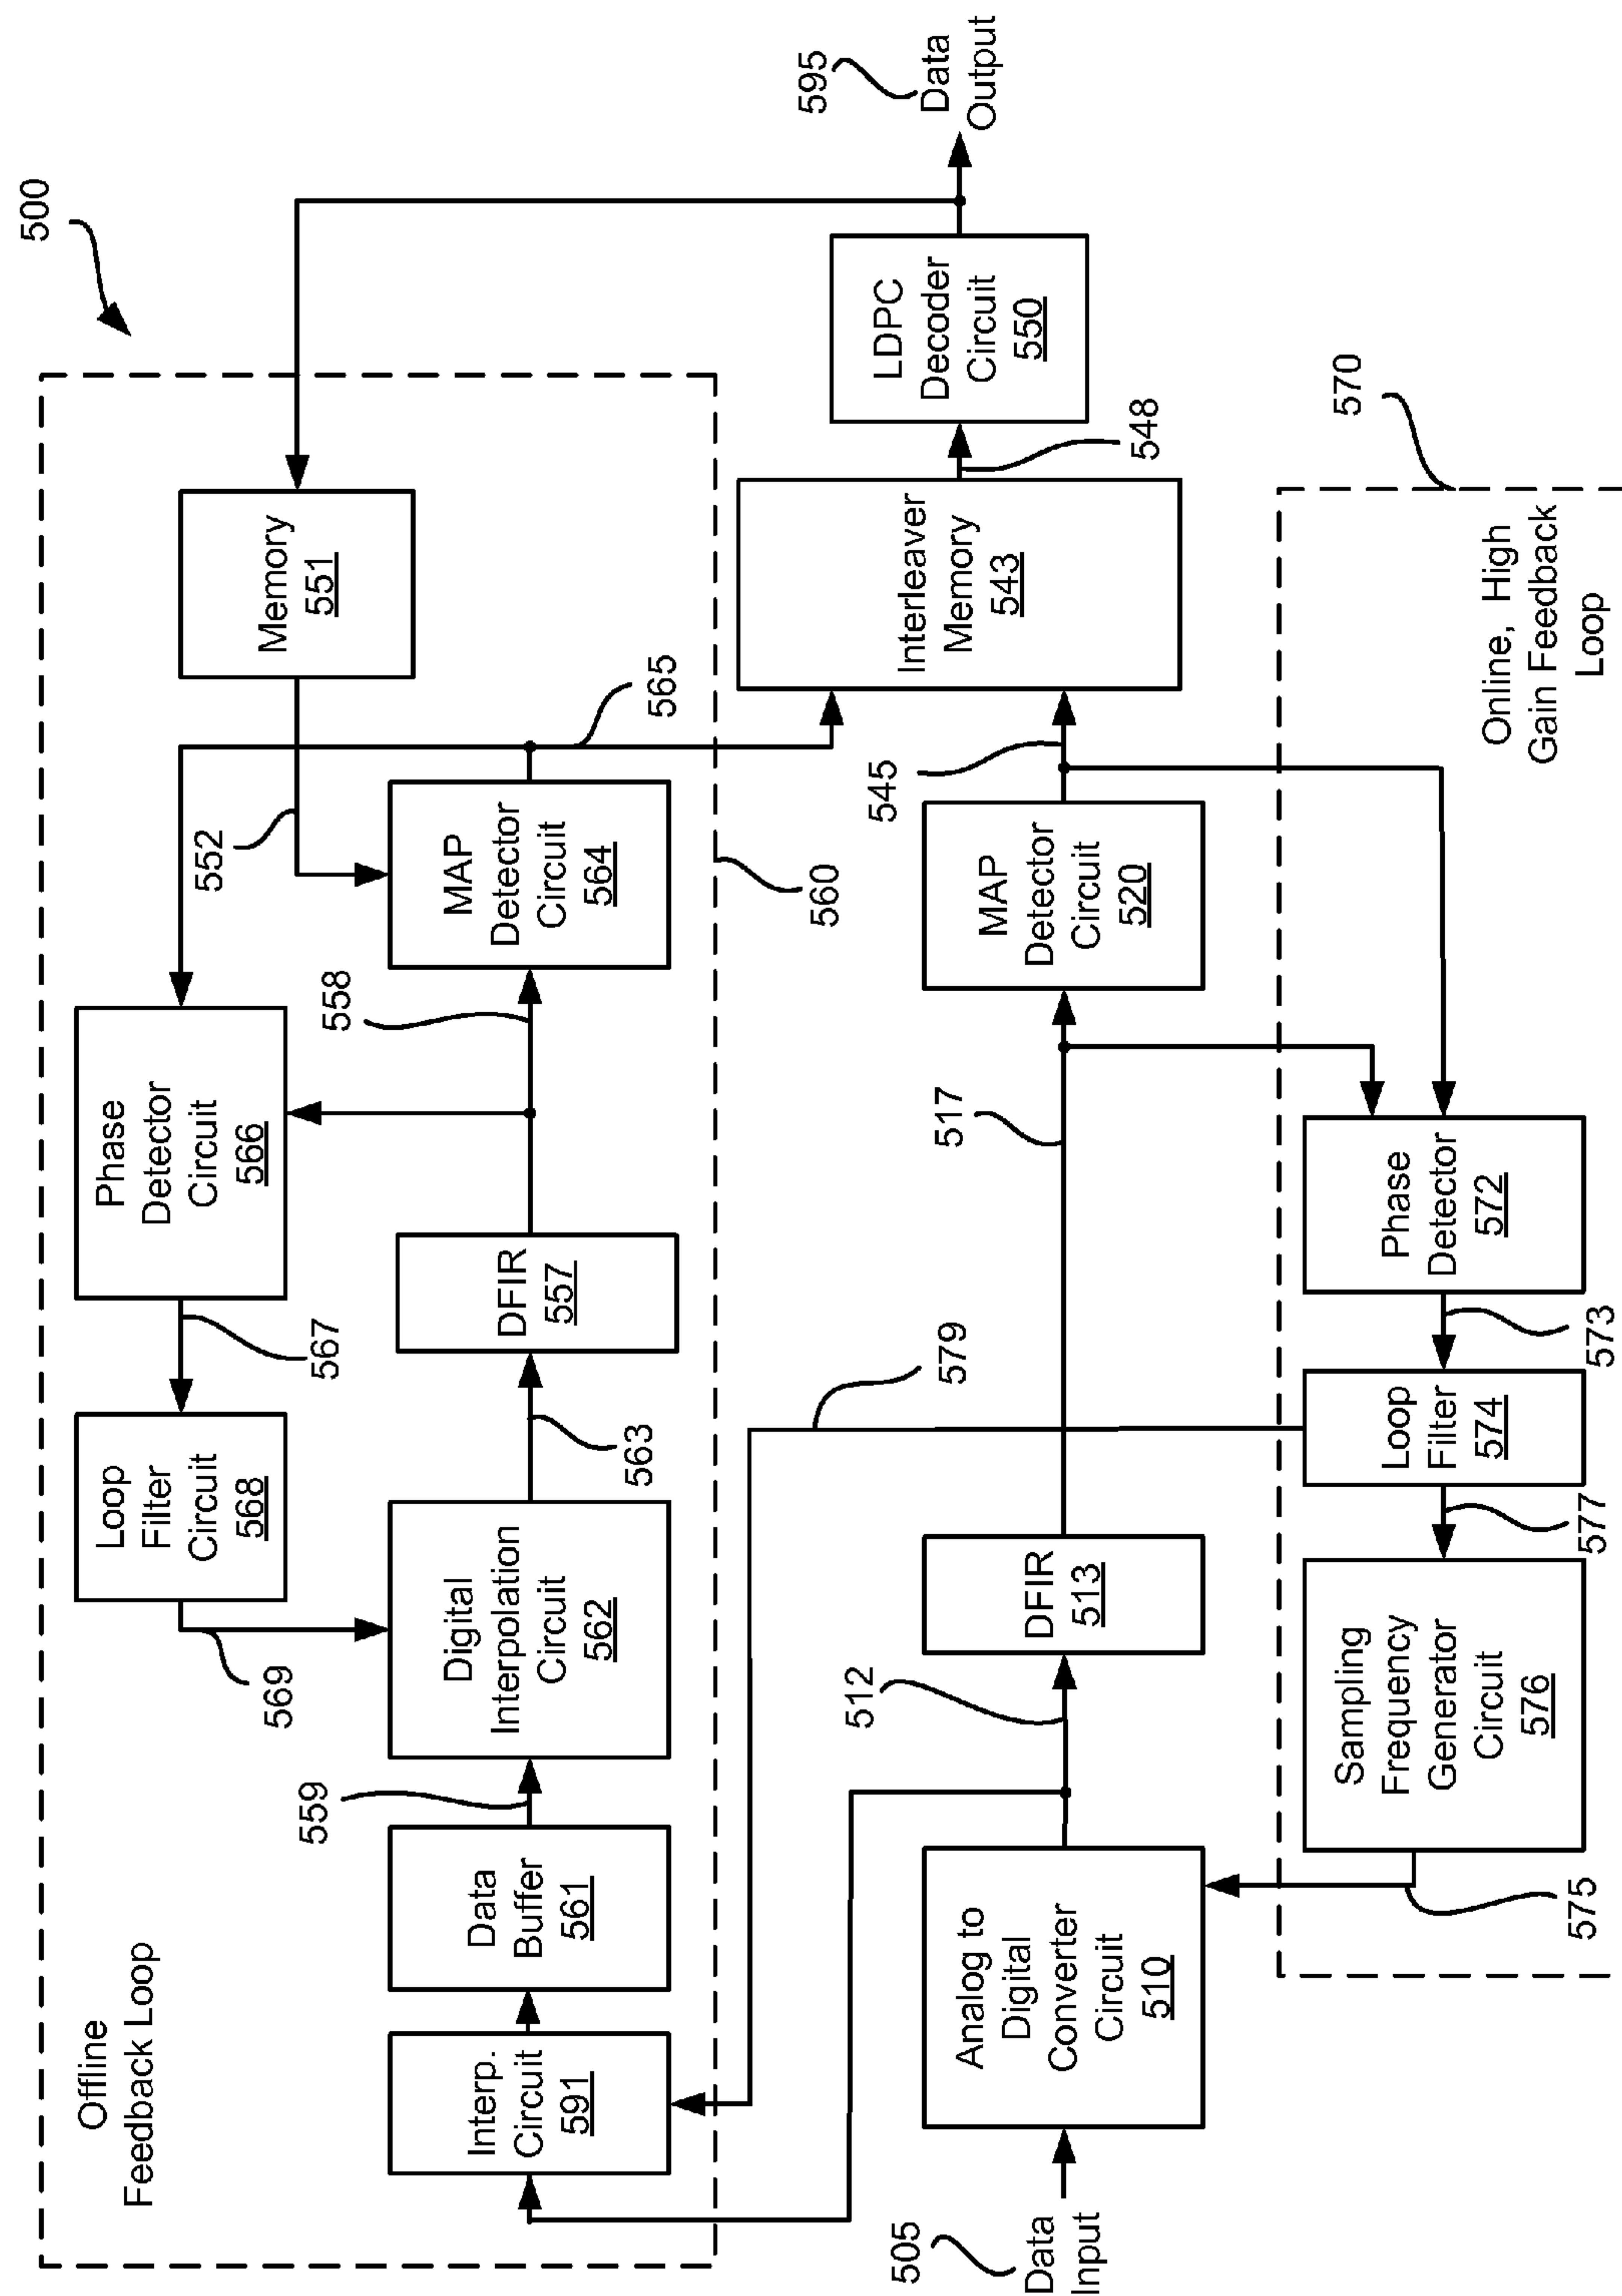 500
Offline
Feedback Loop
Loop
Filter
Circuit
568
567
Phase
Detector
Circuit
566
569
552
Memory
551
Interp.
Circuit
591
Data
Buffer
561
559
Digital
Interpolation
Circuit
562
563
DFIR
557
558
MAP
Detector
Circuit
564
565
560
505
Data
Input
Analog to
Digital
Converter
Circuit
510
512
DFIR
513
579
517
MAP
Detector
Circuit
520
545
Interleaver
Memory
543
548
LDPC
Decoder
Circuit
550
595
Data
Output
575
Sampling
Frequency
Generator
Circuit
576
577
Loop
Filter
574
573
Phase
Detector
572
Online, High
Gain Feedback
Loop
570